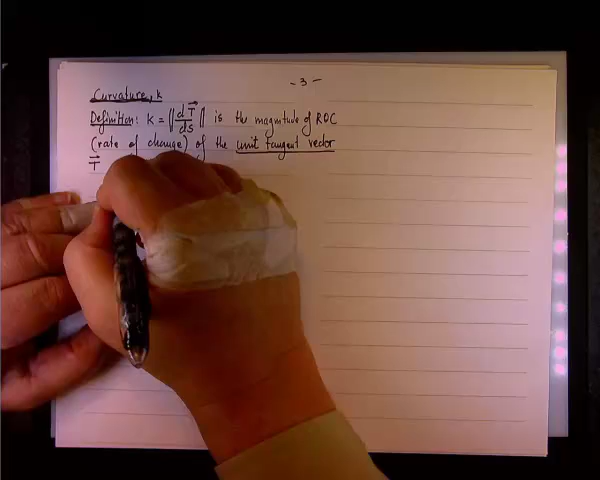 - 3 -
Curvature, k
Definition: k = ||dT⃗/ds|| is the magnitude of ROC
(rate of change) of the unit tangent vector
T⃗